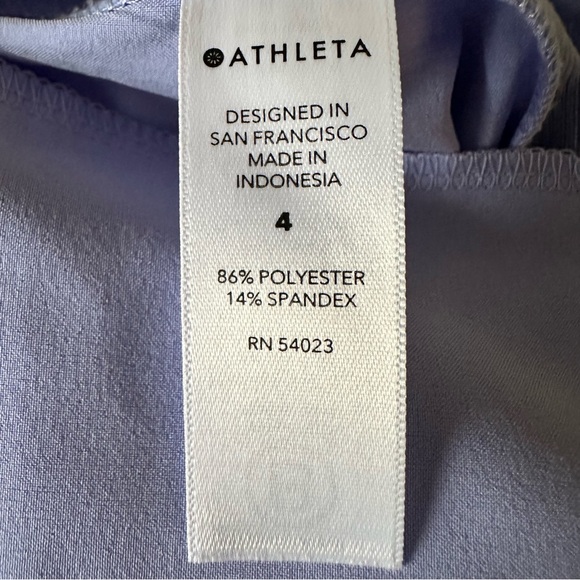 ATHLETA
DESIGNED IN
SAN FRANCISCO
MADE IN
INDONESIA
4
86% POLYESTER
14% SPANDEX
RN 54023